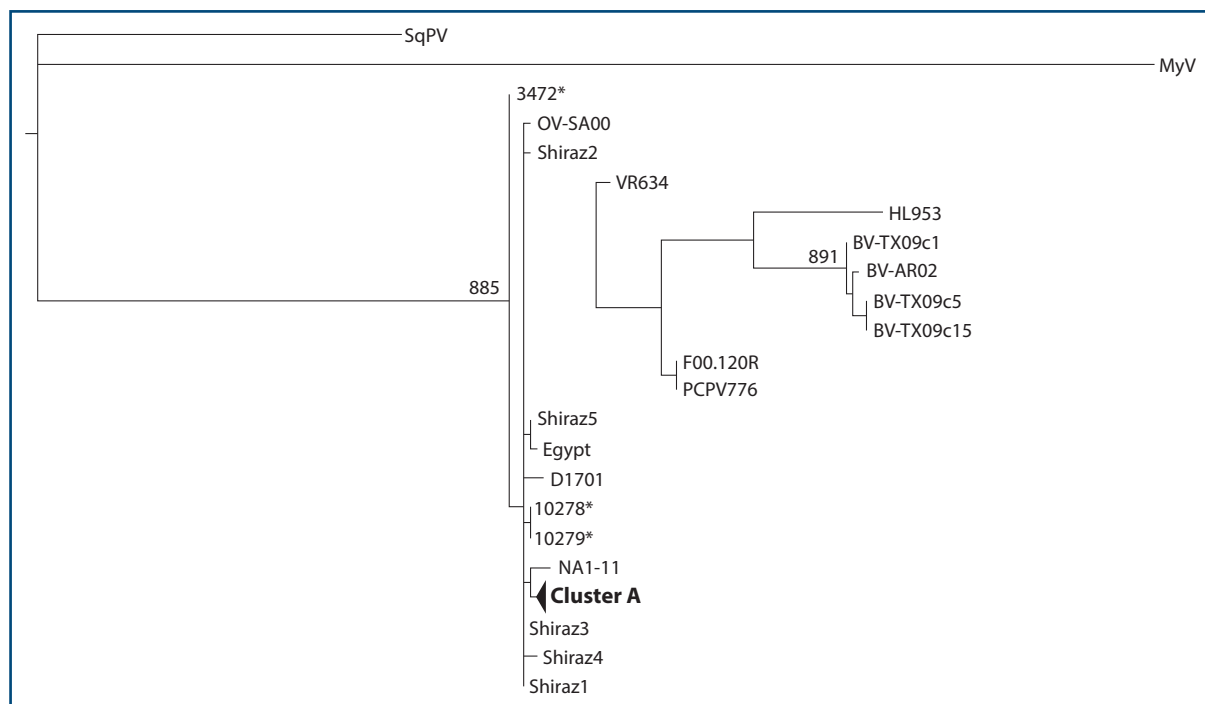 SqPV
MyV
3472*
OV-SA00
Shiraz2
VR634
HL953
BV-TX09c1
891
BV-AR02
885
BV-TX09c5
BV-TX09c15
F00.120R
PCPV776
Shiraz5
Egypt
D1701
10278*
10279*
NA1-11
Cluster A
Shiraz3
Shiraz4
Shiraz1